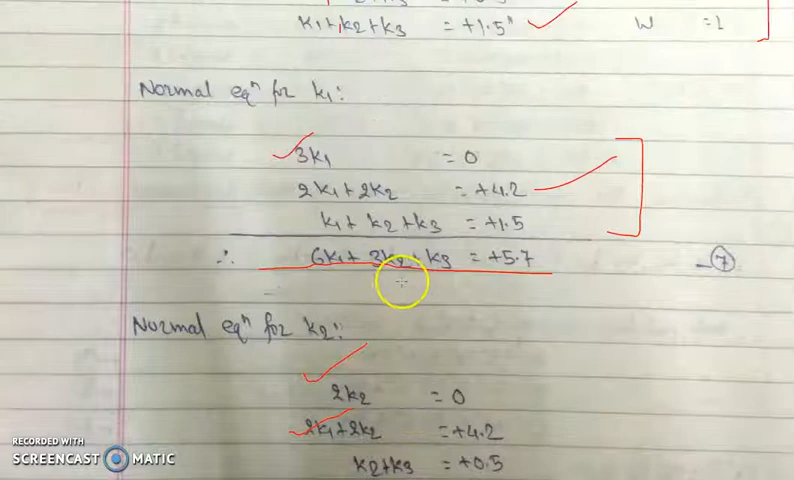 k1+k2+k3 = +1.5" W =1
Normal eqⁿ for k1:
3k1 = 0
2k1+2k2 = +4.2
k1+k2+k3 = +1.5
∴ 6k1+3k2+k3 = +5.7 -⑦
Normal eqⁿ for k2:
2k2 = 0
2k1+2k2 = +4.2
k2+k3 = +0.5
RECORDED WITH
SCREENCAST MATIC